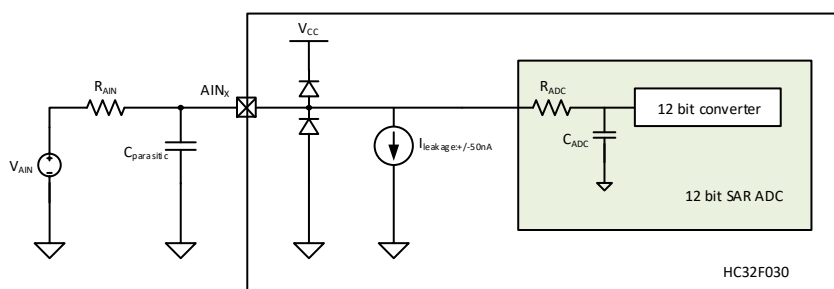 V_CC
R_AIN
AIN_X
R_ADC
12 bit converter
C_parasitic
I_leakage:+/-50nA
C_ADC
V_AIN
+
-
12 bit SAR ADC
HC32F030